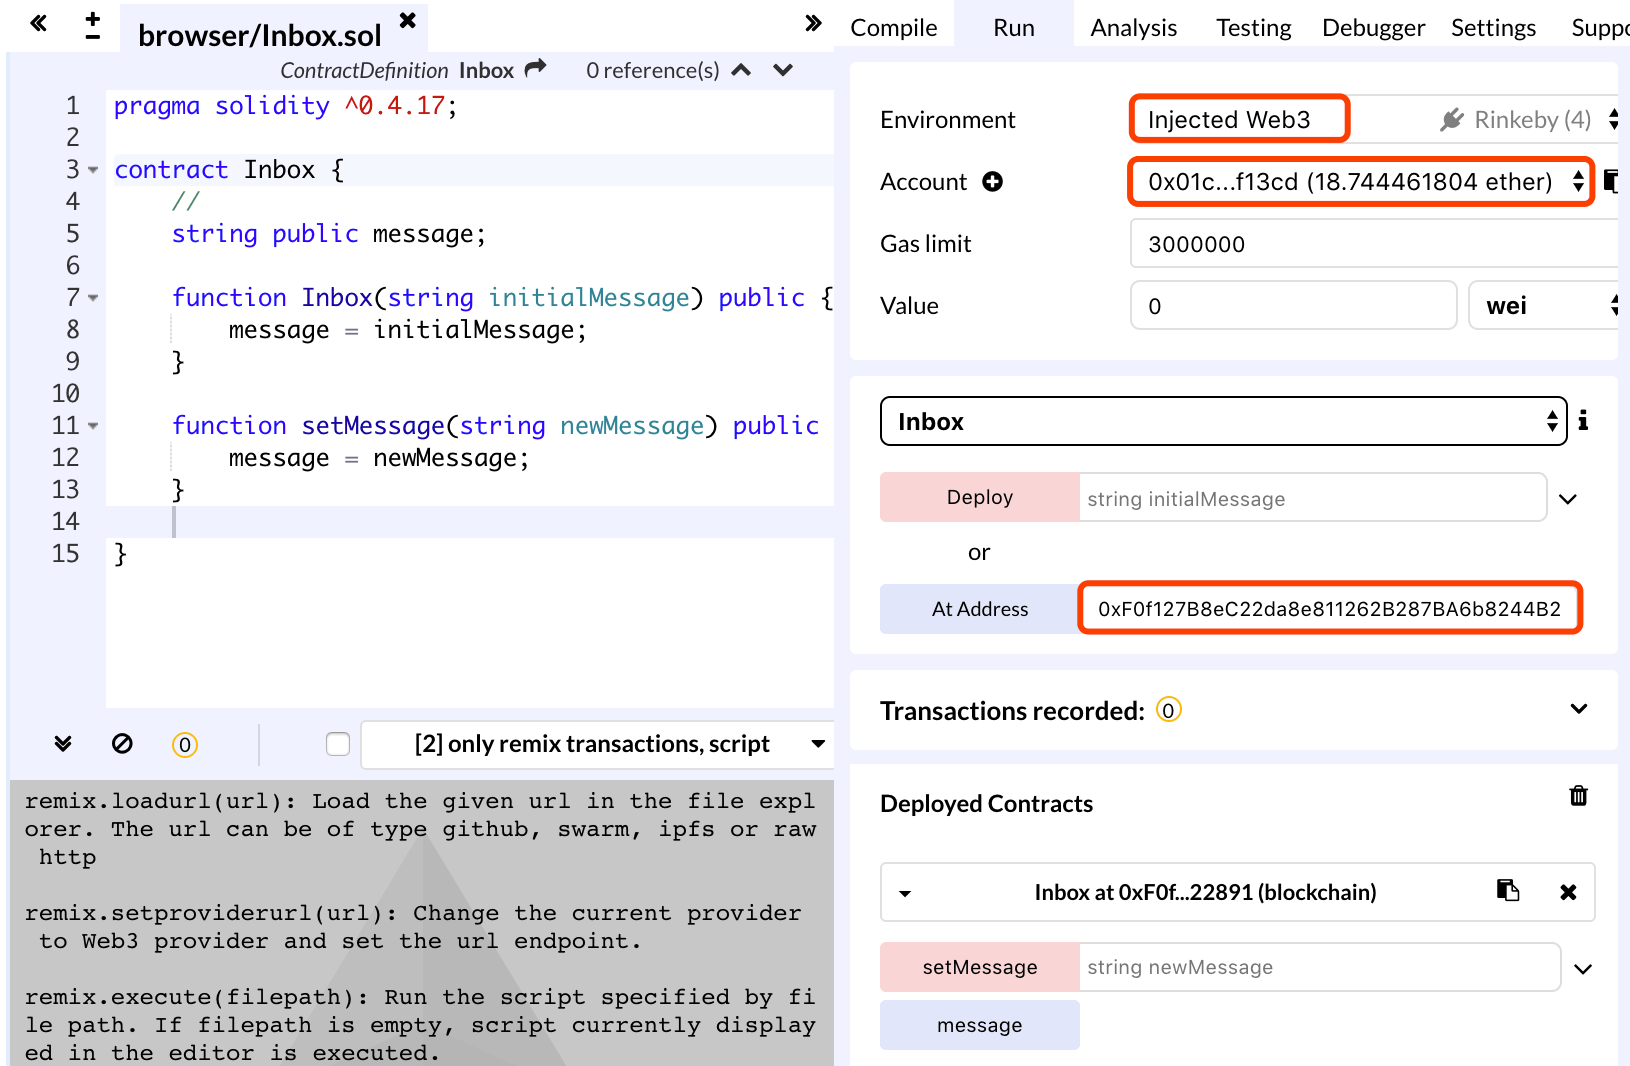 browser/Inbox.sol
ContractDefinition Inbox 0 reference(s)
1 pragma solidity ^0.4.17;
2
3 contract Inbox {
4 //
5 string public message;
6
7 function Inbox(string initialMessage) public {
8 message = initialMessage;
9 }
10
11 function setMessage(string newMessage) public
12 message = newMessage;
13 }
14
15 }
0
[2] only remix transactions, script
remix.loadurl(url): Load the given url in the file expl
orer. The url can be of type github, swarm, ipfs or raw
http
remix.setproviderurl(url): Change the current provider
to Web3 provider and set the url endpoint.
remix.execute(filepath): Run the script specified by fi
le path. If filepath is empty, script currently display
ed in the editor is executed.
Compile Run Analysis Testing Debugger Settings Suppo
Environment Injected Web3 Rinkeby (4)
Account 0x01c...f13cd (18.744461804 ether)
Gas limit 3000000
Value 0 wei
Inbox
Deploy string initialMessage
or
At Address 0xF0f127B8eC22da8e811262B287BA6b8244B2
Transactions recorded: 0
Deployed Contracts
Inbox at 0xF0f...22891 (blockchain)
setMessage string newMessage
message